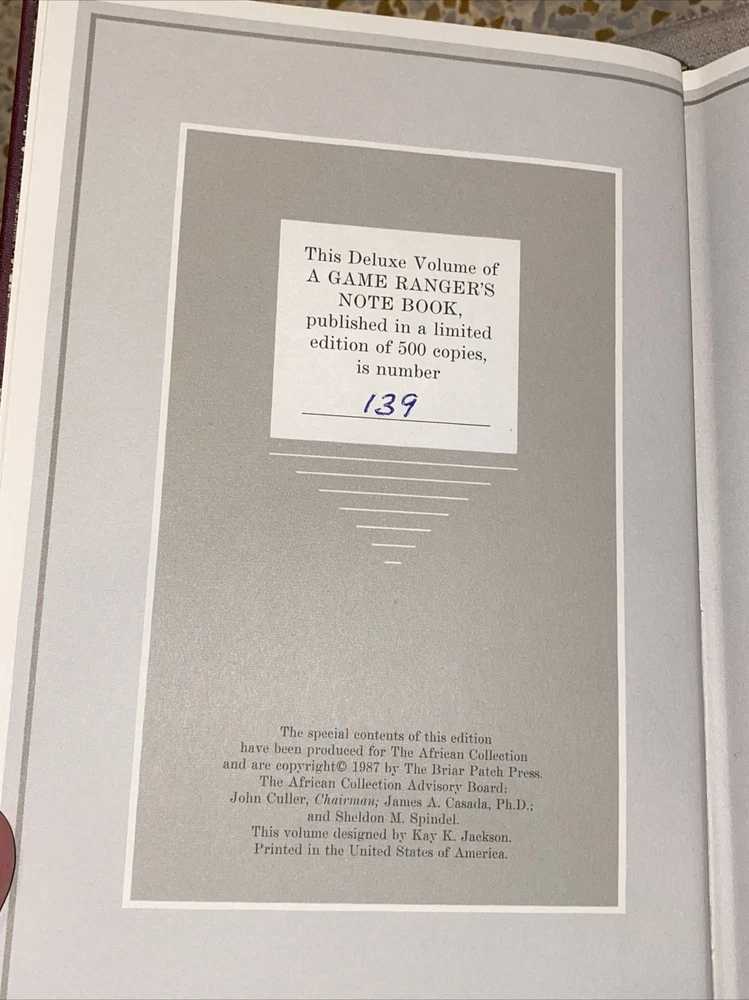 This Deluxe Volume of
A GAME RANGER'S
NOTE BOOK,
published in a limited
edition of 500 copies,
is number
139
The special contents of this edition
have been produced for The African Collection
and are copyright© 1987 by The Briar Patch Press.
The African Collection Advisory Board:
John Culler, Chairman; James A. Casada, Ph.D.;
and Sheldon M. Spindel.
This volume designed by Kay K. Jackson.
Printed in the United States of America.